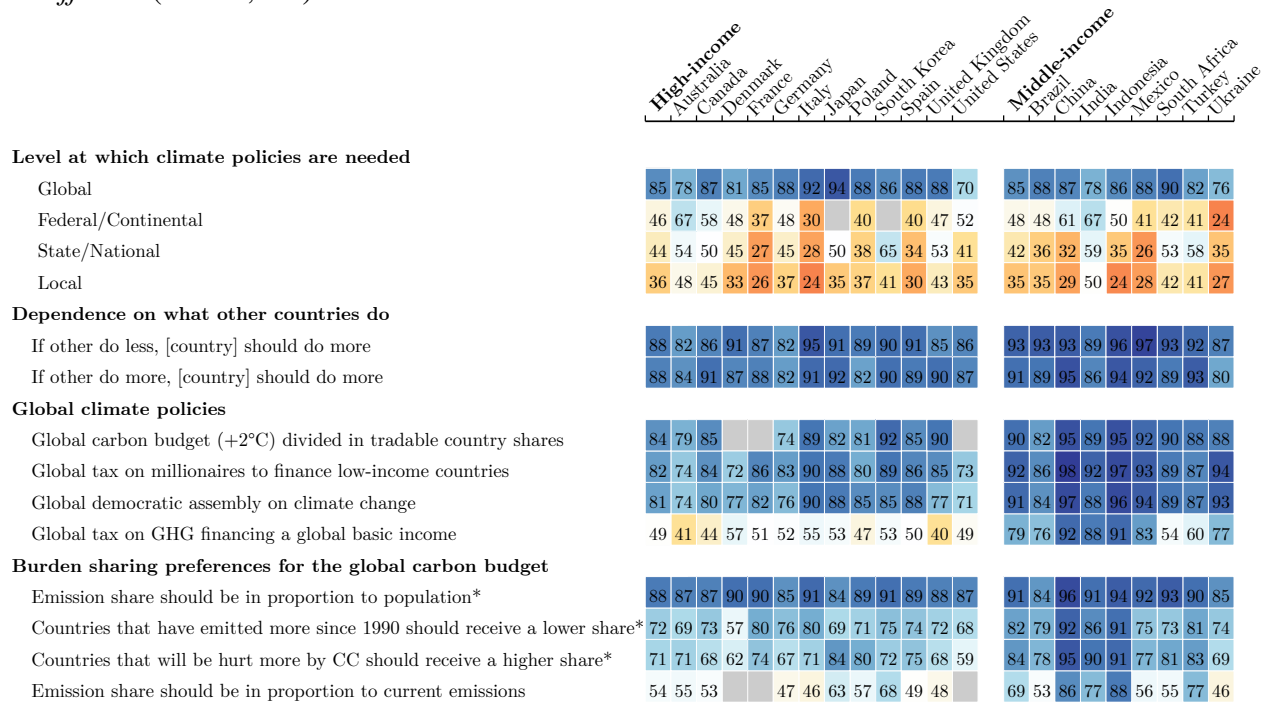 High-income
Australia
Canada
Denmark
France
Germany
Italy
Japan
Poland
South Korea
Spain
United Kingdom
United States
Middle-income
Brazil
China
India
Indonesia
Mexico
South Africa
Turkey
Ukraine
Level at which climate policies are needed
Global 85 78 87 81 85 88 92 94 88 86 88 88 70 85 88 87 78 86 88 90 82 76
Federal/Continental 46 67 58 48 37 48 30 40 40 47 52 48 48 61 67 50 41 42 41 24
State/National 44 54 50 45 27 45 28 50 38 65 34 53 41 42 36 32 59 35 26 53 58 35
Local 36 48 45 33 26 37 24 35 37 41 30 43 35 35 35 29 50 24 28 42 41 27
Dependence on what other countries do
If other do less, [country] should do more 88 82 86 91 87 82 95 91 89 90 91 85 86 93 93 93 89 96 97 93 92 87
If other do more, [country] should do more 88 84 91 87 88 82 91 92 82 90 89 90 87 91 89 95 86 94 92 89 93 80
Global climate policies
Global carbon budget (+2°C) divided in tradable country shares 84 79 85 74 89 82 81 92 85 90 90 82 95 89 95 92 90 88 88
Global tax on millionaires to finance low-income countries 82 74 84 72 86 83 90 88 80 89 86 85 73 92 86 98 92 97 93 89 87 94
Global democratic assembly on climate change 81 74 80 77 82 76 90 88 85 85 88 77 71 91 84 97 88 96 94 89 87 93
Global tax on GHG financing a global basic income 49 41 44 57 51 52 55 53 47 53 50 40 49 79 76 92 88 91 83 54 60 77
Burden sharing preferences for the global carbon budget
Emission share should be in proportion to population* 88 87 87 90 90 85 91 84 89 91 89 88 87 91 84 96 91 94 92 93 90 85
Countries that have emitted more since 1990 should receive a lower share* 72 69 73 57 80 76 80 69 71 75 74 72 68 82 79 92 86 91 75 73 81 74
Countries that will be hurt more by CC should receive a higher share* 71 71 68 62 74 67 71 84 80 72 75 68 59 84 78 95 90 91 77 81 83 69
Emission share should be in proportion to current emissions 54 55 53 47 46 63 57 68 49 48 69 53 86 77 88 56 55 77 46